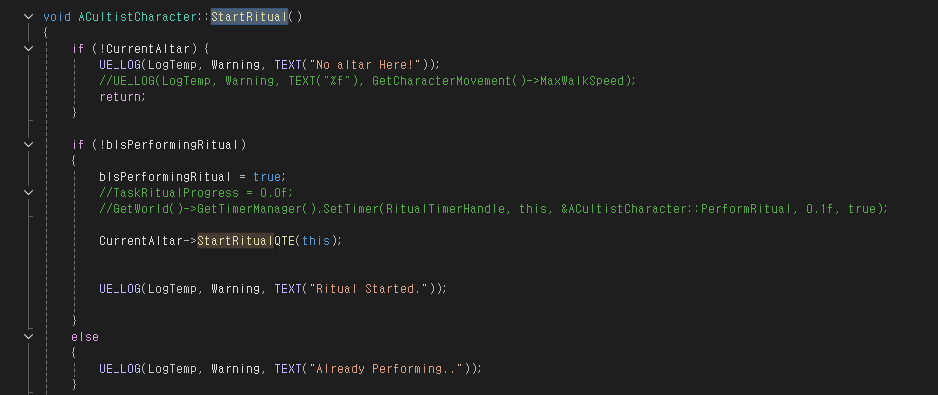 void ACultistCharacter::StartRitual()
{
if (!CurrentAltar) {
UE_LOG(LogTemp, Warning, TEXT("No altar Here!"));
//UE_LOG(LogTemp, Warning, TEXT("%f"), GetCharacterMovement()->MaxWalkSpeed);
return;
}
if (!bIsPerformingRitual)
{
bIsPerformingRitual = true;
//TaskRitualProgress = 0.0f;
//GetWorld()->GetTimerManager().SetTimer(RitualTimerHandle, this, &ACultistCharacter::PerformRitual, 0.1f, true);
CurrentAltar->StartRitualQTE(this);
UE_LOG(LogTemp, Warning, TEXT("Ritual Started."));
}
else
{
UE_LOG(LogTemp, Warning, TEXT("Already Performing.."));
}